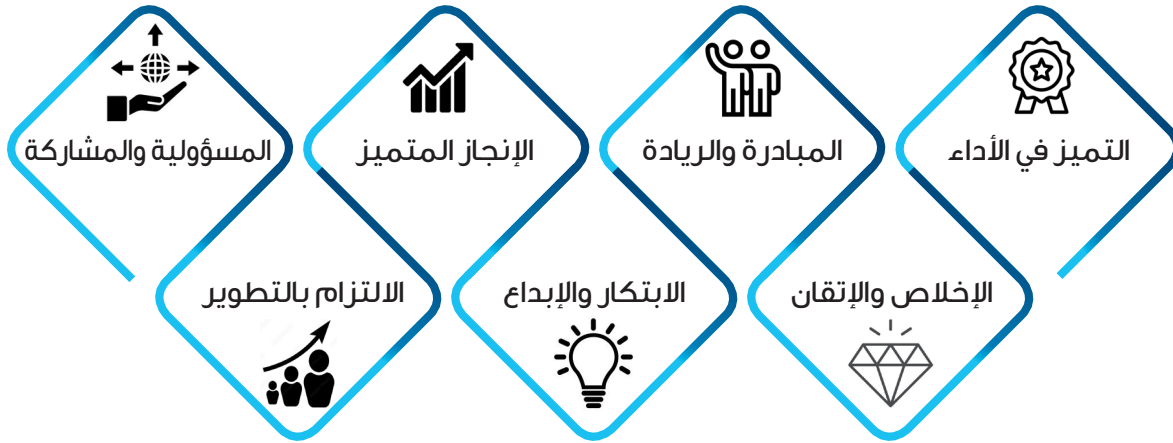 التميز في الأداء
المبادرة والريادة
الإنجاز المتميز
المسؤولية والمشاركة
الإخلاص والإتقان
الابتكار والإبداع
الالتزام بالتطوير